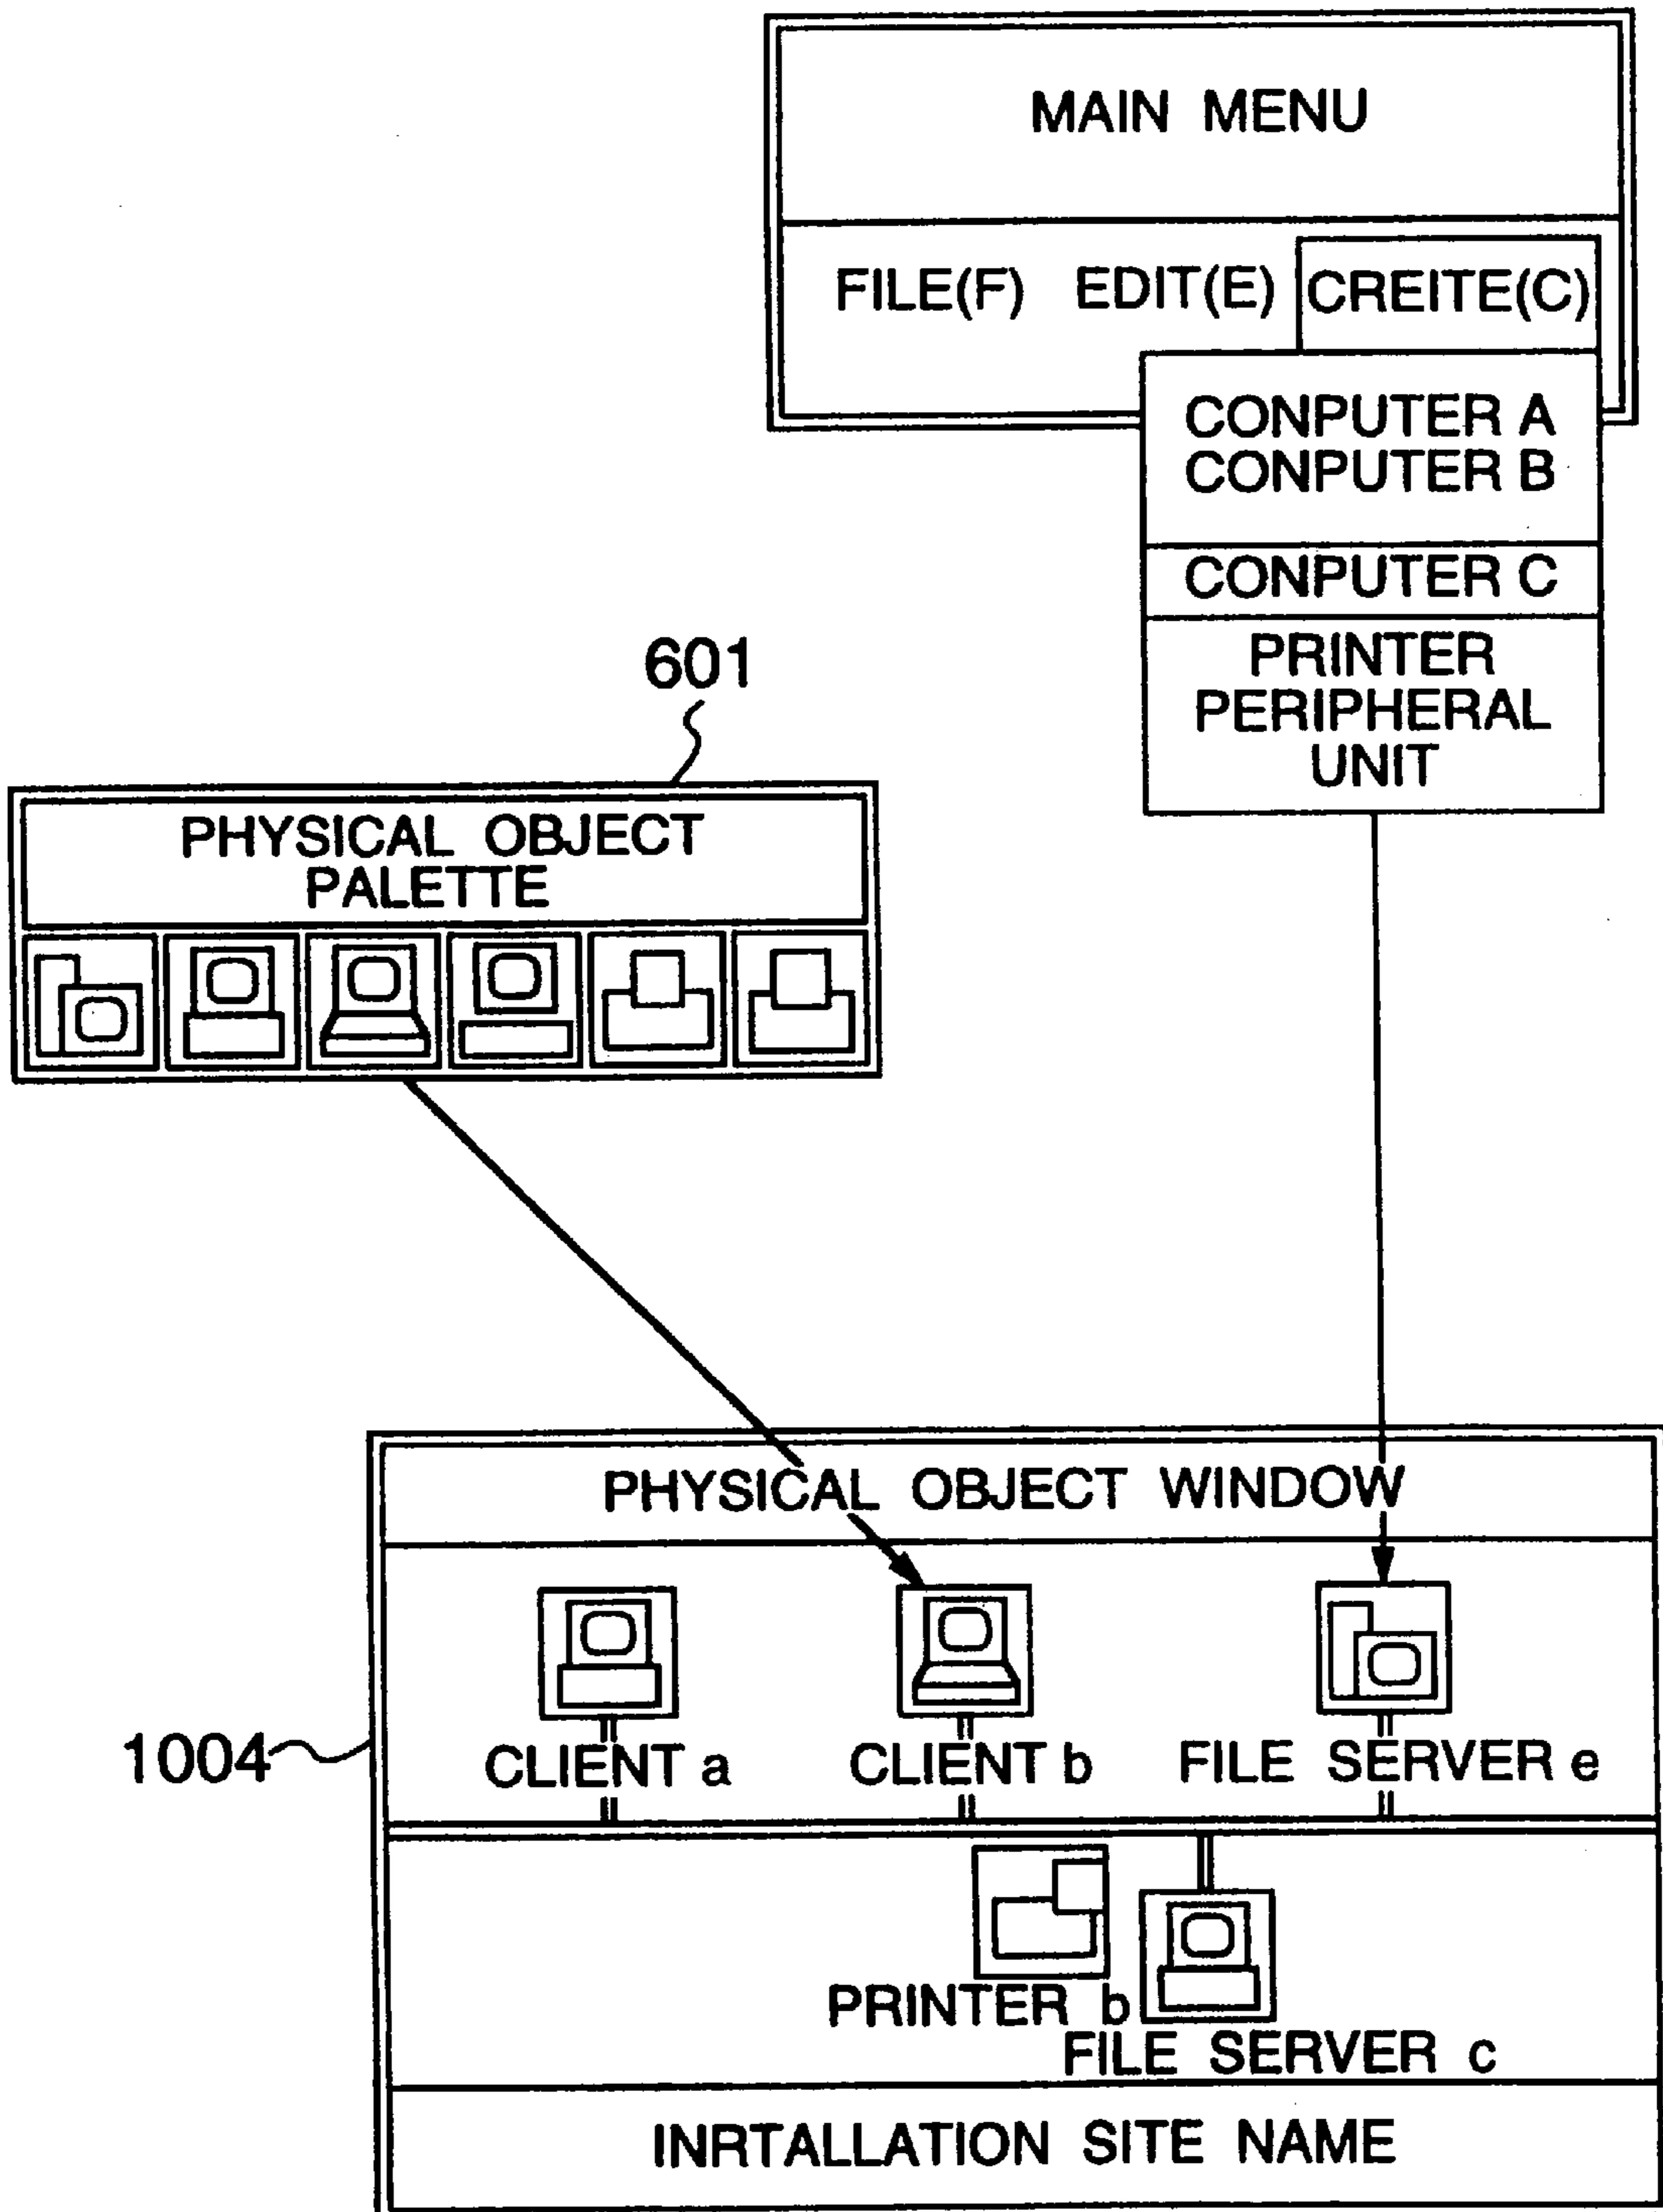 MAIN MENU
FILE(F) EDIT(E) CREITE(C)
CONPUTER A
CONPUTER B
CONPUTER C
PRINTER
PERIPHERAL
UNIT
601
PHYSICAL OBJECT
PALETTE
PHYSICAL OBJECT WINDOW
1004
CLIENT a CLIENT b FILE SERVER e
PRINTER b
FILE SERVER c
INRTALLATION SITE NAME